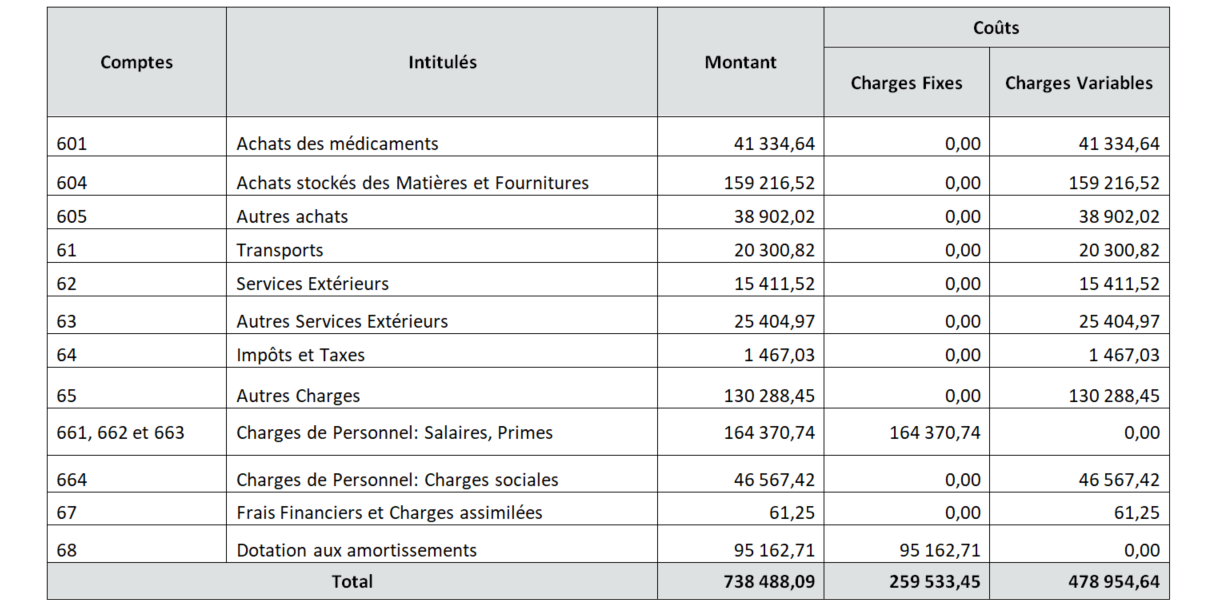 Comptes Intitulés Montant Coûts
Charges Fixes Charges Variables
601 Achats des médicaments 41 334,64 0,00 41 334,64
604 Achats stockés des Matières et Fournitures 159 216,52 0,00 159 216,52
605 Autres achats 38 902,02 0,00 38 902,02
61 Transports 20 300,82 0,00 20 300,82
62 Services Extérieurs 15 411,52 0,00 15 411,52
63 Autres Services Extérieurs 25 404,97 0,00 25 404,97
64 Impôts et Taxes 1 467,03 0,00 1 467,03
65 Autres Charges 130 288,45 0,00 130 288,45
661, 662 et 663 Charges de Personnel: Salaires, Primes 164 370,74 164 370,74 0,00
664 Charges de Personnel: Charges sociales 46 567,42 0,00 46 567,42
67 Frais Financiers et Charges assimilées 61,25 0,00 61,25
68 Dotation aux amortissements 95 162,71 95 162,71 0,00
Total 738 488,09 259 533,45 478 954,64